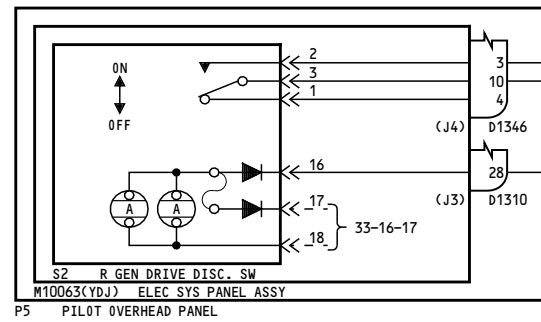 ON
OFF
2
3
1
3
10
4
(J4) D1346
16
28
(J3) D1310
17
18
33-16-17
A
A
S2 R GEN DRIVE DISC. SW
M10063(YDJ) ELEC SYS PANEL ASSY
P5 PILOT OVERHEAD PANEL